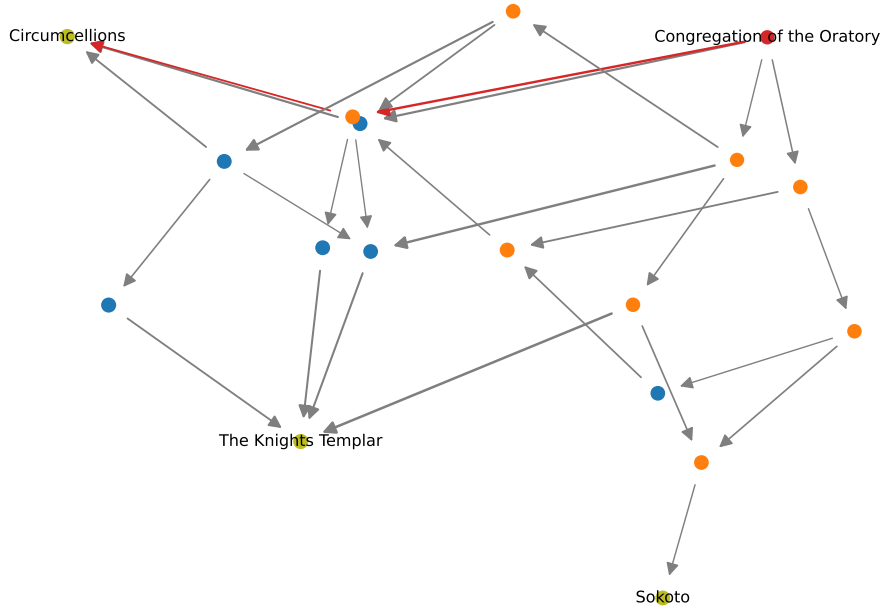 Circumcellions
Congregation of the Oratory
The Knights Templar
Sokoto